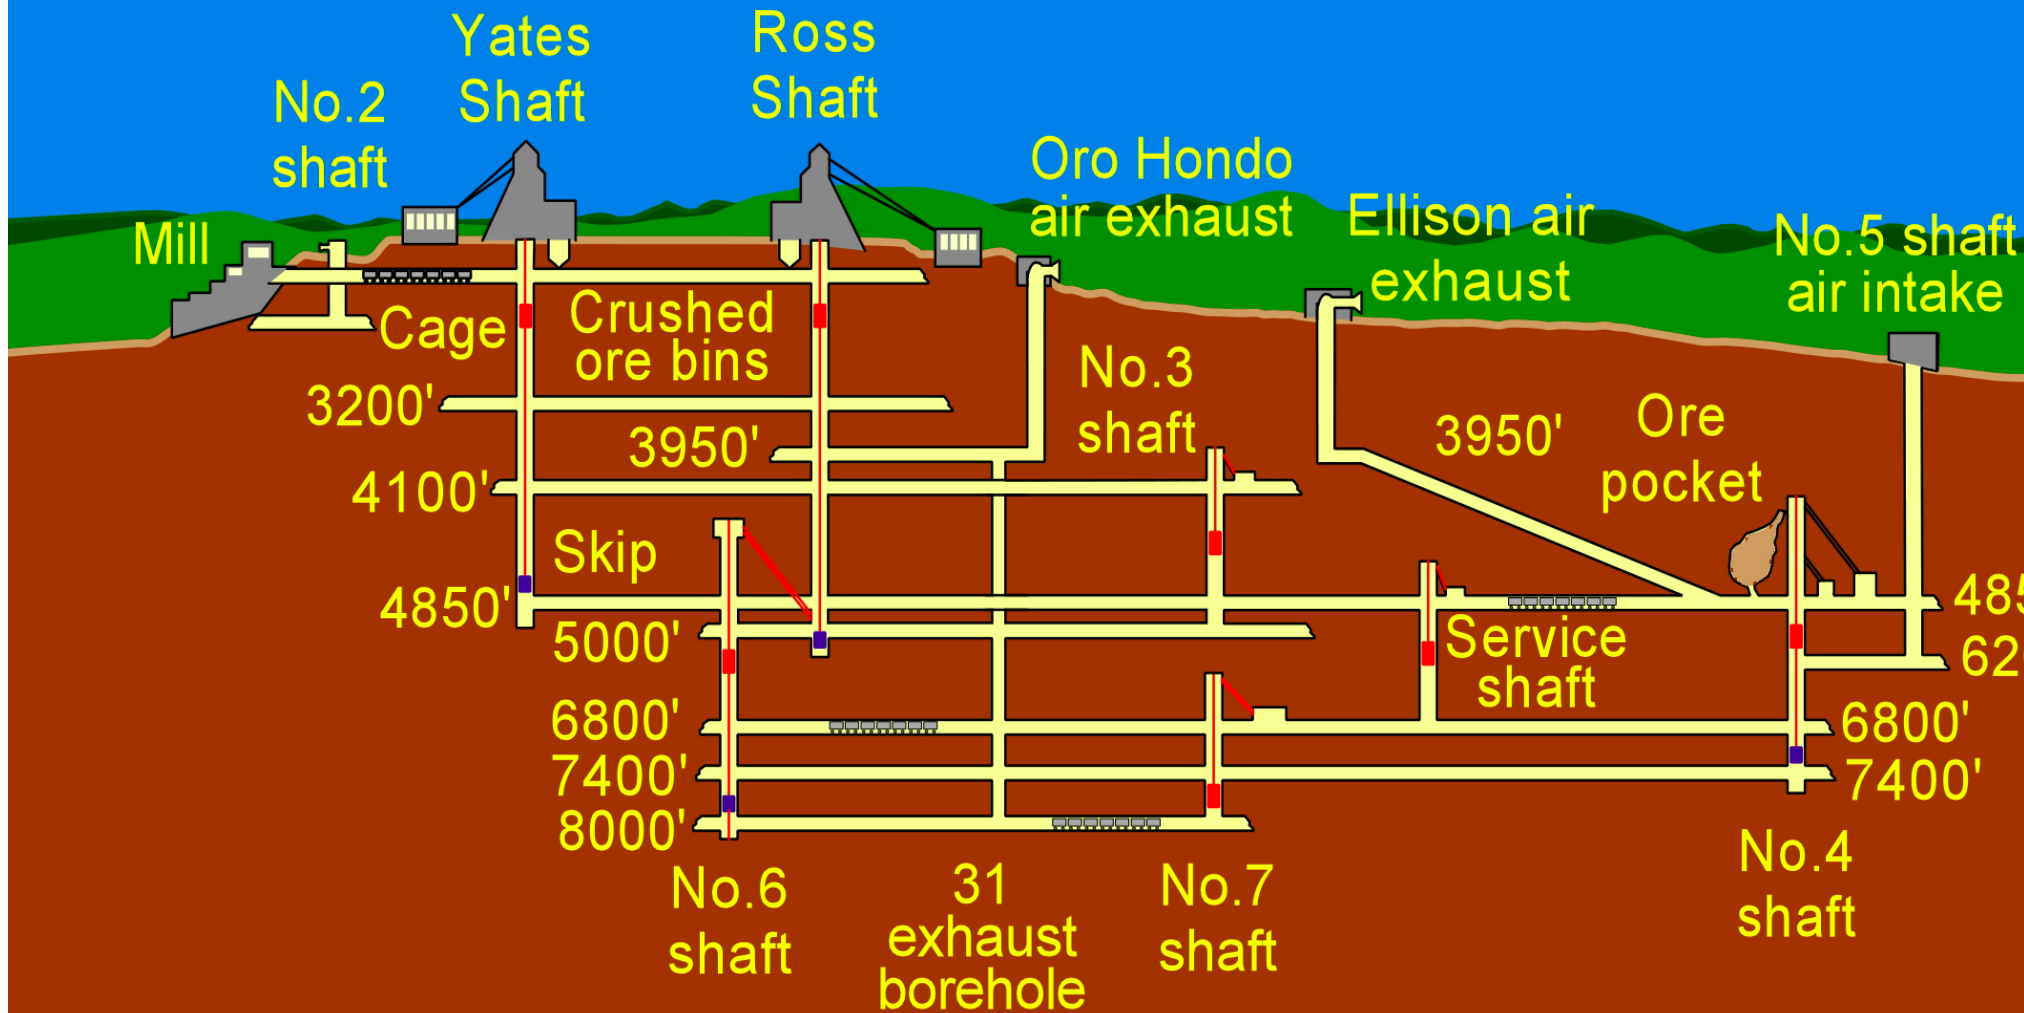 Yates
Shaft
Ross
Shaft
No.2
shaft
Oro Hondo
air exhaust
Ellison air
exhaust
No.5 shaft
air intake
Mill
Cage
Crushed
ore bins
No.3
shaft
3200'
3950'
3950'
Ore
pocket
4100'
Skip
4850'
5000'
485
Service
shaft
620
6800'
6800'
7400'
7400'
8000'
No.6
shaft
31
exhaust
borehole
No.7
shaft
No.4
shaft